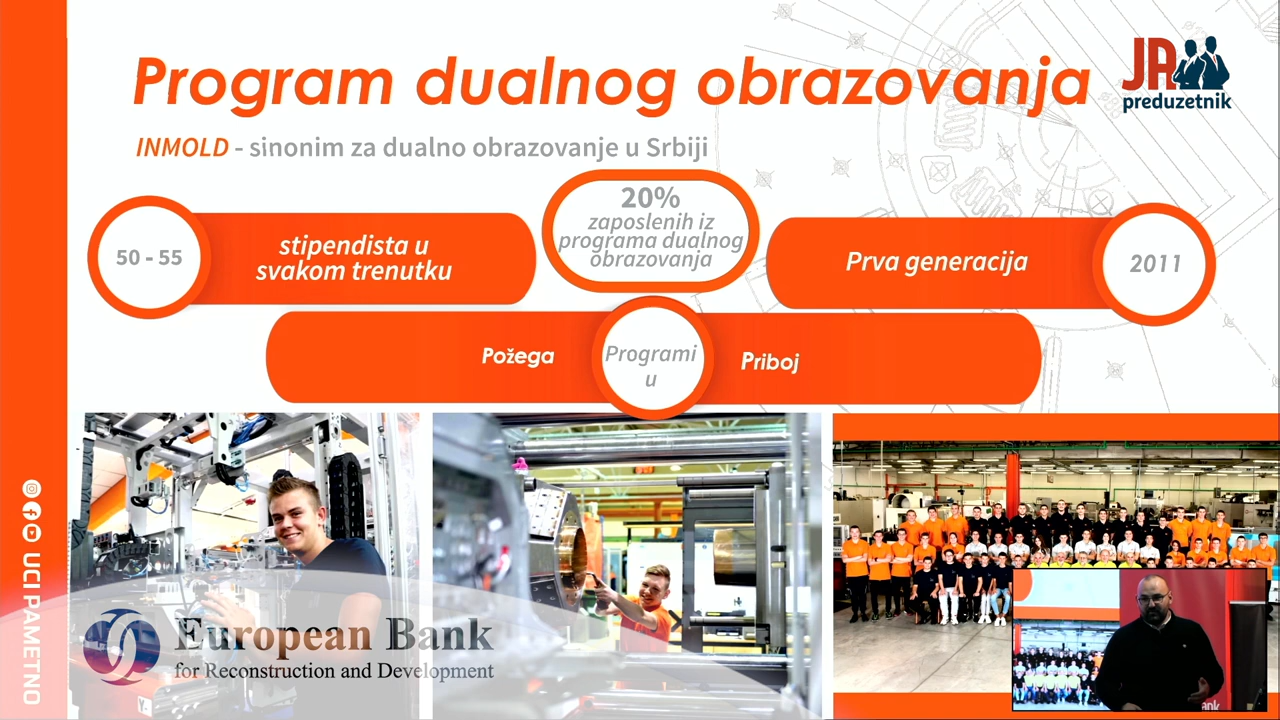 Program dualnog obrazovanja
JA
preduzetnik
INMOLD - sinonim za dualno obrazovanje u Srbiji
50 - 55
stipendista u
svakom trenutku
20%
zaposlenih iz
programa dualnog
obrazovanja
Prva generacija
2011
Požega
Programi
u
Priboj
UCI PAMETNO
European Bank
for Reconstruction and Development